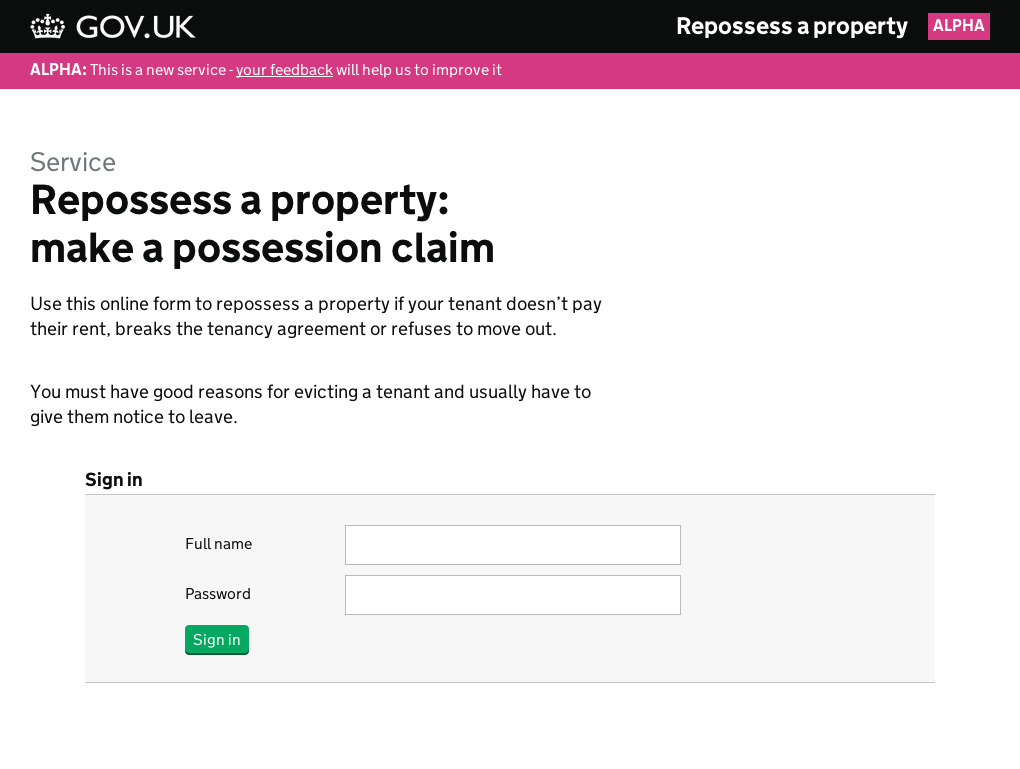 GOV.UK
Repossess a property ALPHA
ALPHA: This is a new service - your feedback will help us to improve it
Service
Repossess a property:
make a possession claim
Use this online form to repossess a property if your tenant doesn’t pay
their rent, breaks the tenancy agreement or refuses to move out.
You must have good reasons for evicting a tenant and usually have to
give them notice to leave.
Sign in
Full name
Password
Sign in